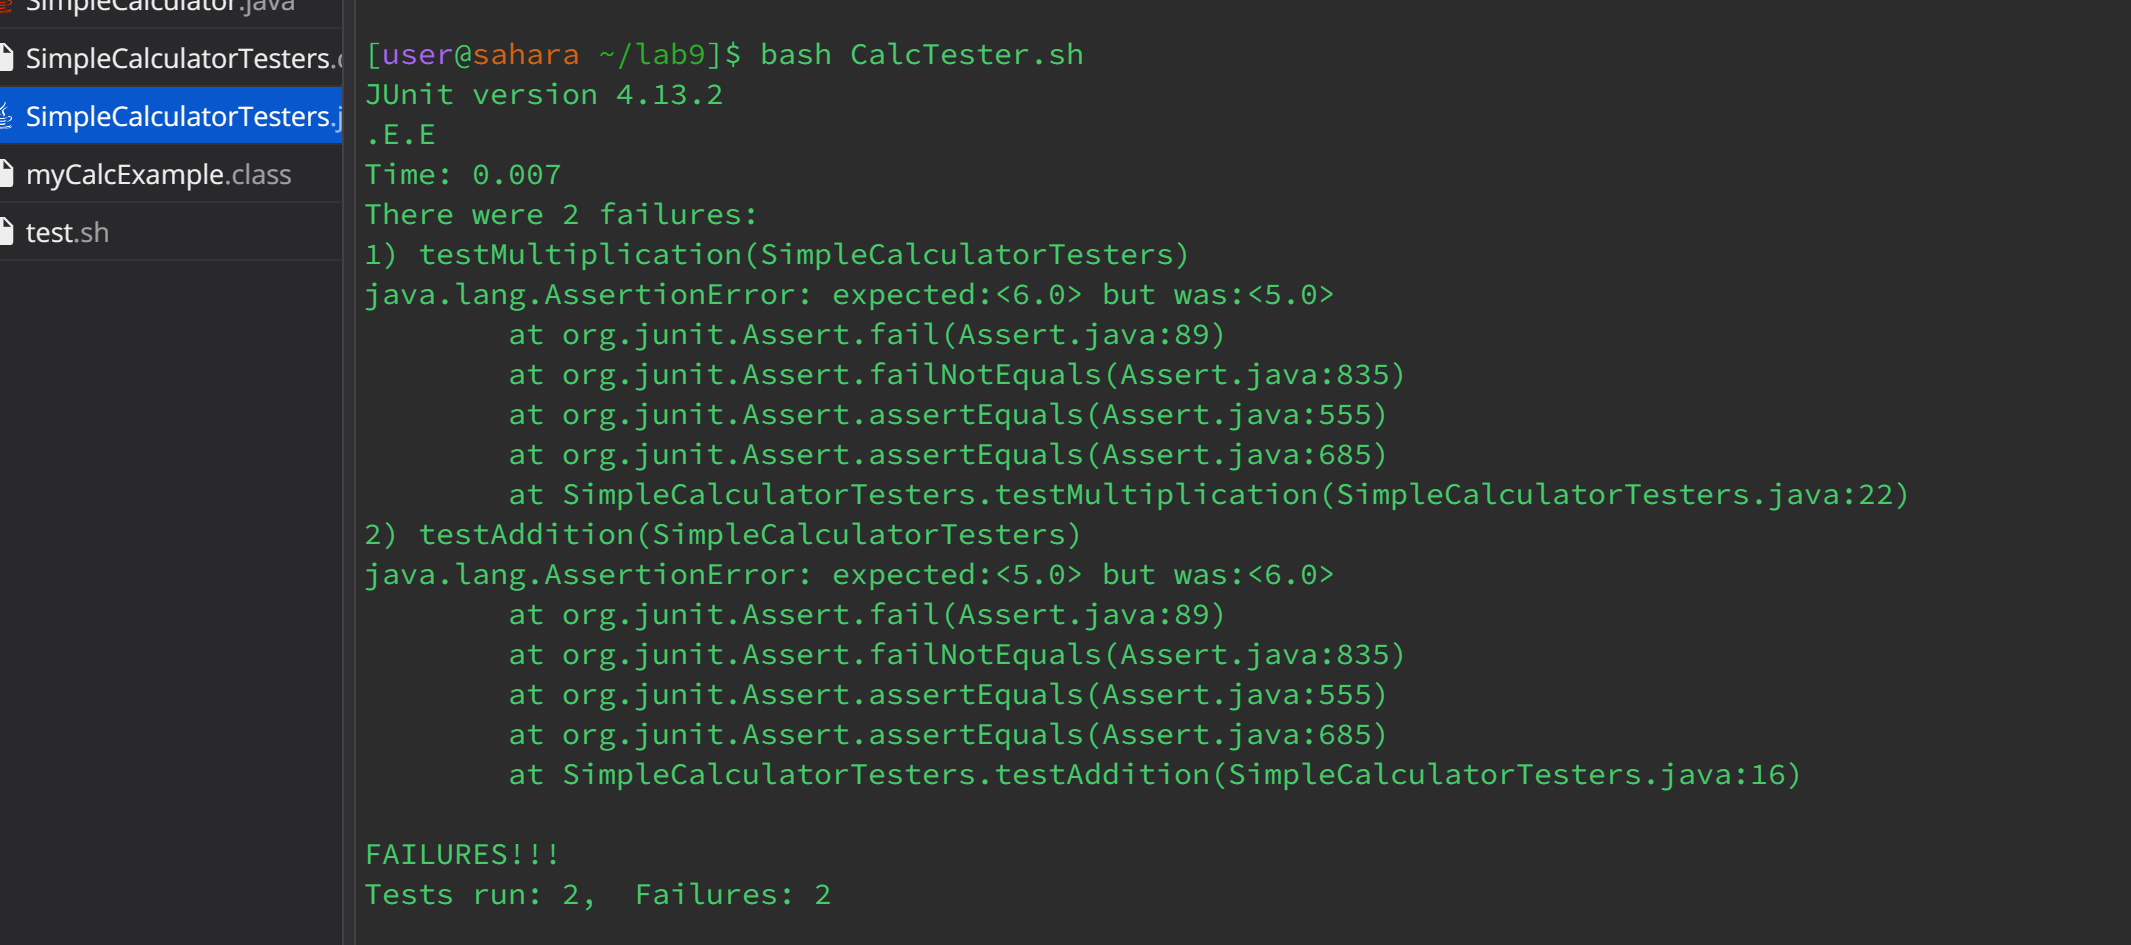 SimpleCalculator.java
SimpleCalculatorTesters.
SimpleCalculatorTesters.j
myCalcExample.class
test.sh
[user@sahara ~/lab9]$ bash CalcTester.sh
JUnit version 4.13.2
.E.E
Time: 0.007
There were 2 failures:
1) testMultiplication(SimpleCalculatorTesters)
java.lang.AssertionError: expected:<6.0> but was:<5.0>
        at org.junit.Assert.fail(Assert.java:89)
        at org.junit.Assert.failNotEquals(Assert.java:835)
        at org.junit.Assert.assertEquals(Assert.java:555)
        at org.junit.Assert.assertEquals(Assert.java:685)
        at SimpleCalculatorTesters.testMultiplication(SimpleCalculatorTesters.java:22)
2) testAddition(SimpleCalculatorTesters)
java.lang.AssertionError: expected:<5.0> but was:<6.0>
        at org.junit.Assert.fail(Assert.java:89)
        at org.junit.Assert.failNotEquals(Assert.java:835)
        at org.junit.Assert.assertEquals(Assert.java:555)
        at org.junit.Assert.assertEquals(Assert.java:685)
        at SimpleCalculatorTesters.testAddition(SimpleCalculatorTesters.java:16)
FAILURES!!!
Tests run: 2,  Failures: 2